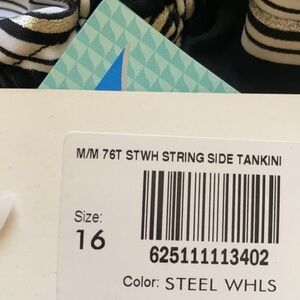 M/M 76T STWH STRING SIDE TANKINI
Size:
16
625111113402
Color: STEEL WHLS